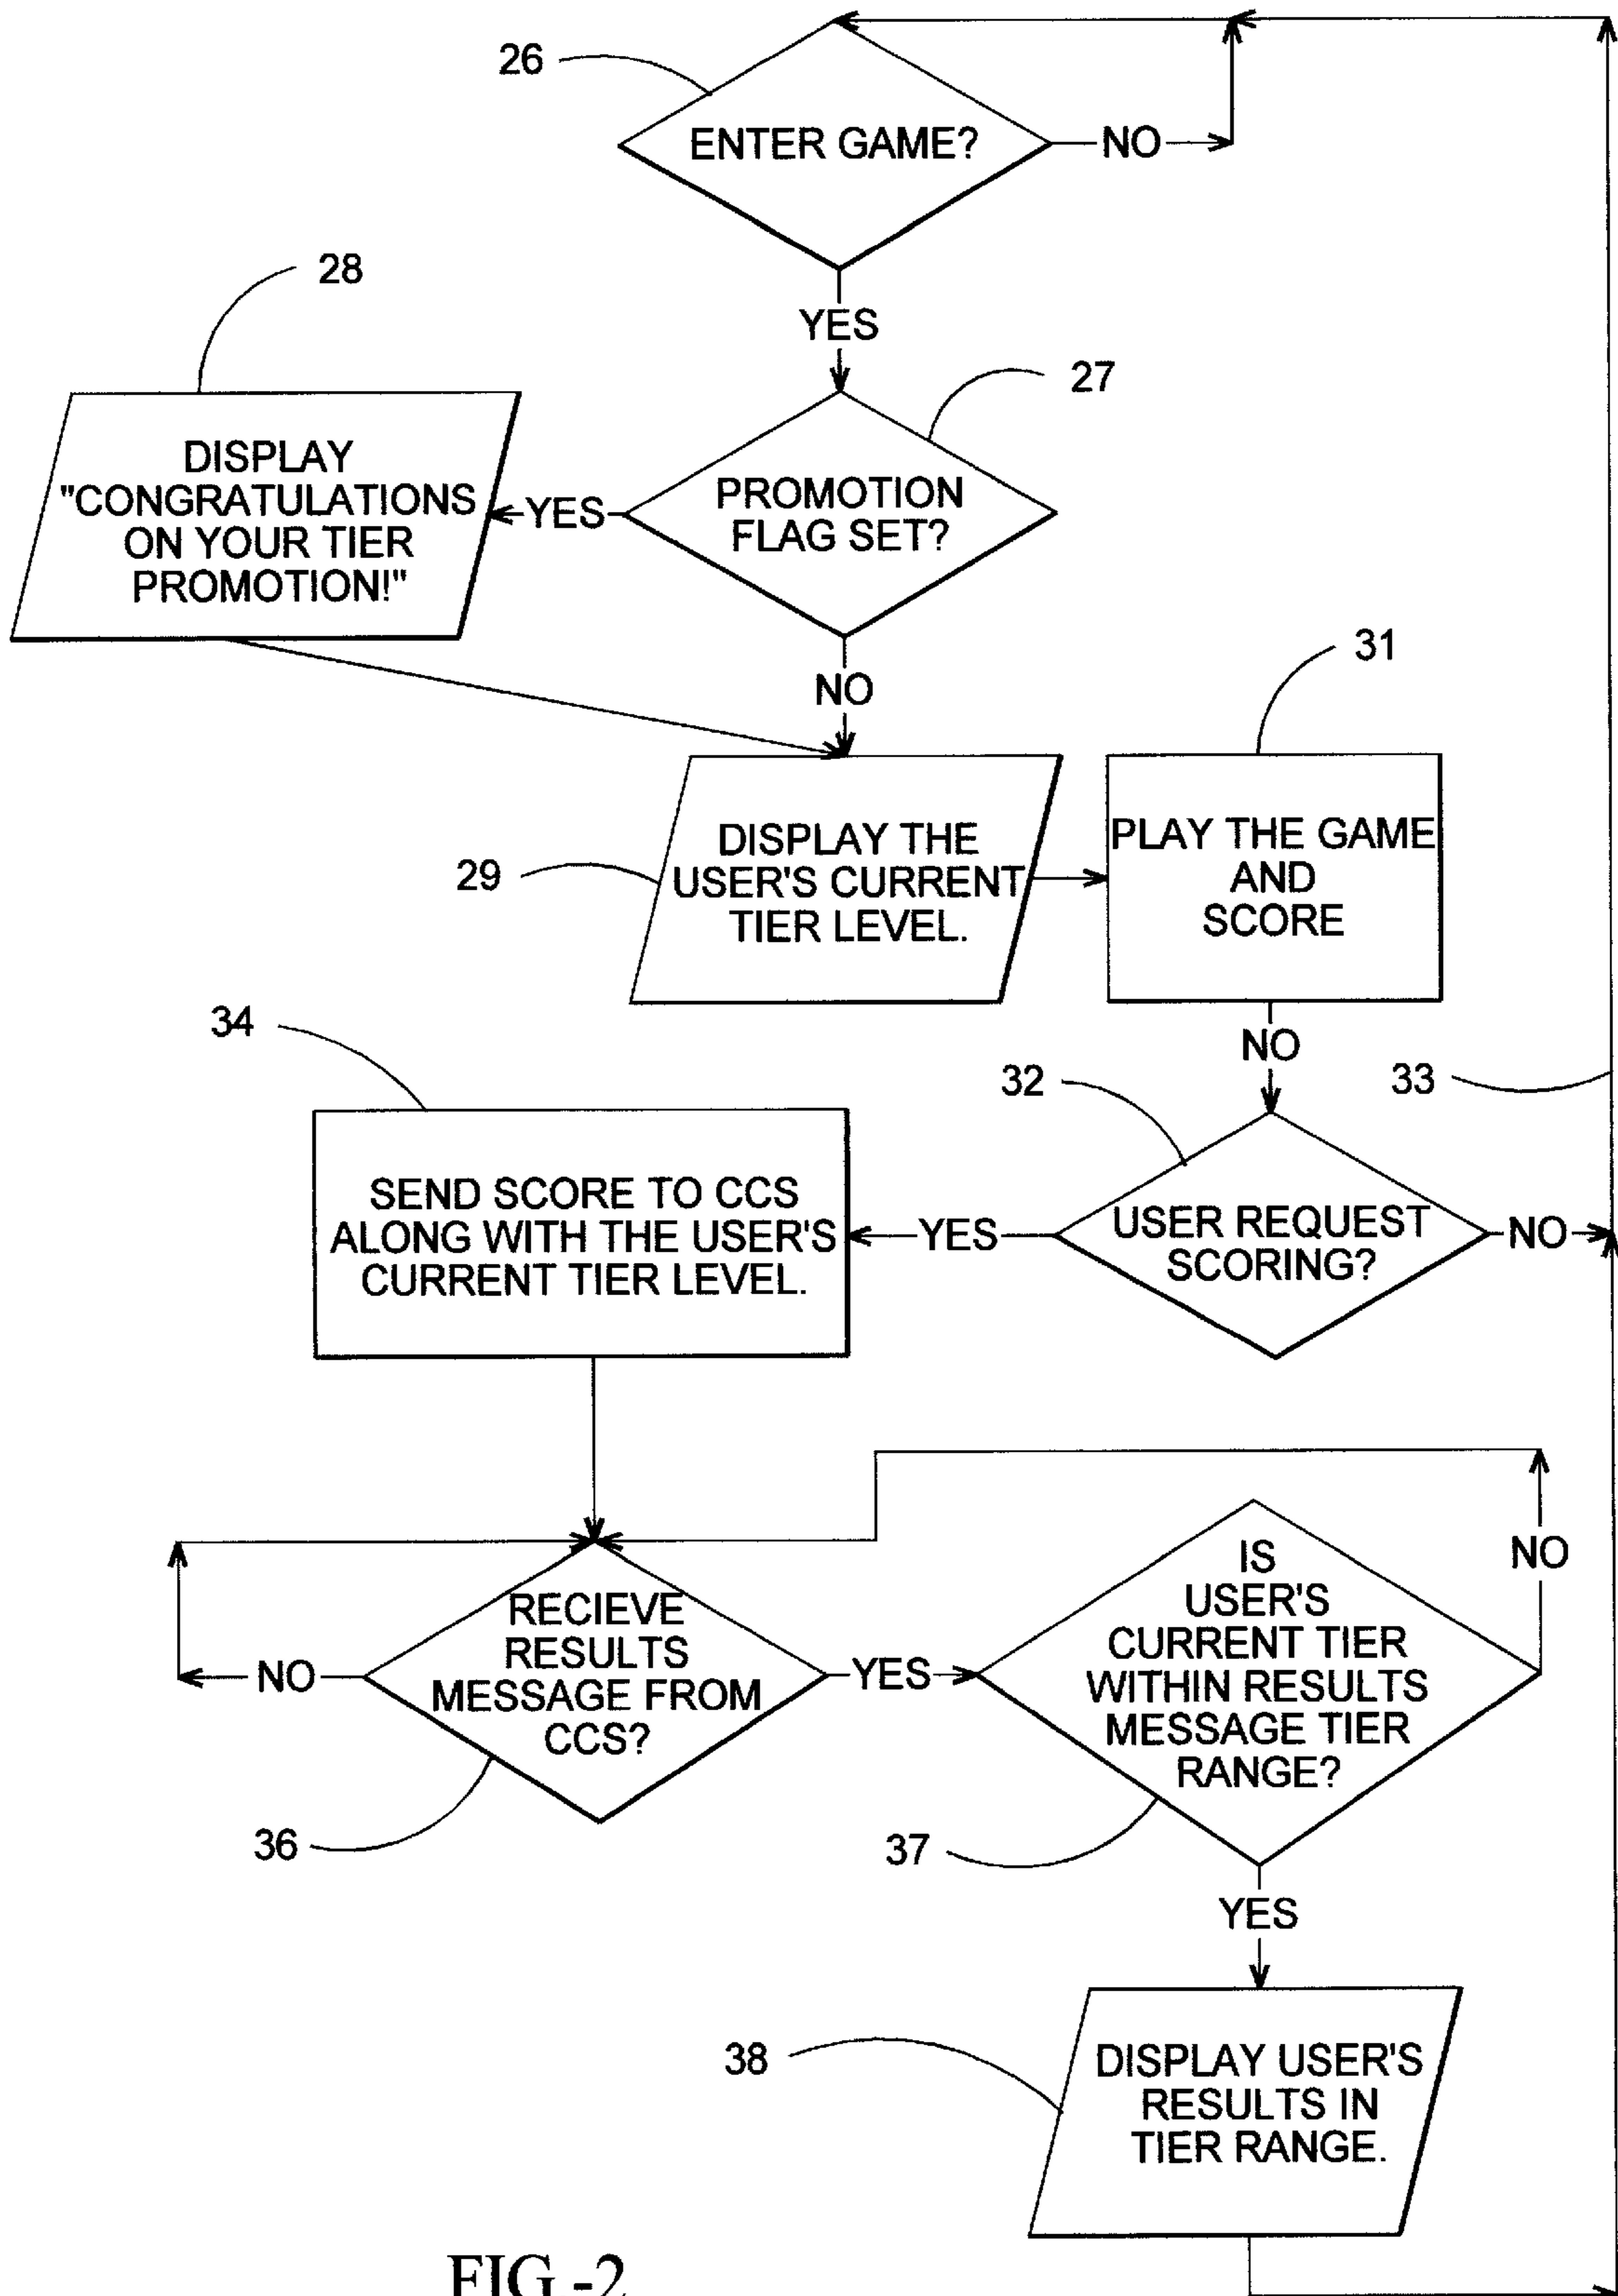 26
ENTER GAME?
NO
YES
28
27
DISPLAY
"CONGRATULATIONS
ON YOUR TIER
PROMOTION!"
YES
PROMOTION
FLAG SET?
NO
31
29
DISPLAY THE
USER'S CURRENT
TIER LEVEL.
PLAY THE GAME
AND
SCORE
NO
34
32
33
SEND SCORE TO CCS
ALONG WITH THE USER'S
CURRENT TIER LEVEL.
YES
USER REQUEST
SCORING?
NO
NO
RECIEVE
RESULTS
MESSAGE FROM
CCS?
YES
IS
USER'S
CURRENT TIER
WITHIN RESULTS
MESSAGE TIER
RANGE?
NO
36
37
YES
38
DISPLAY USER'S
RESULTS IN
TIER RANGE.
FIG.-2